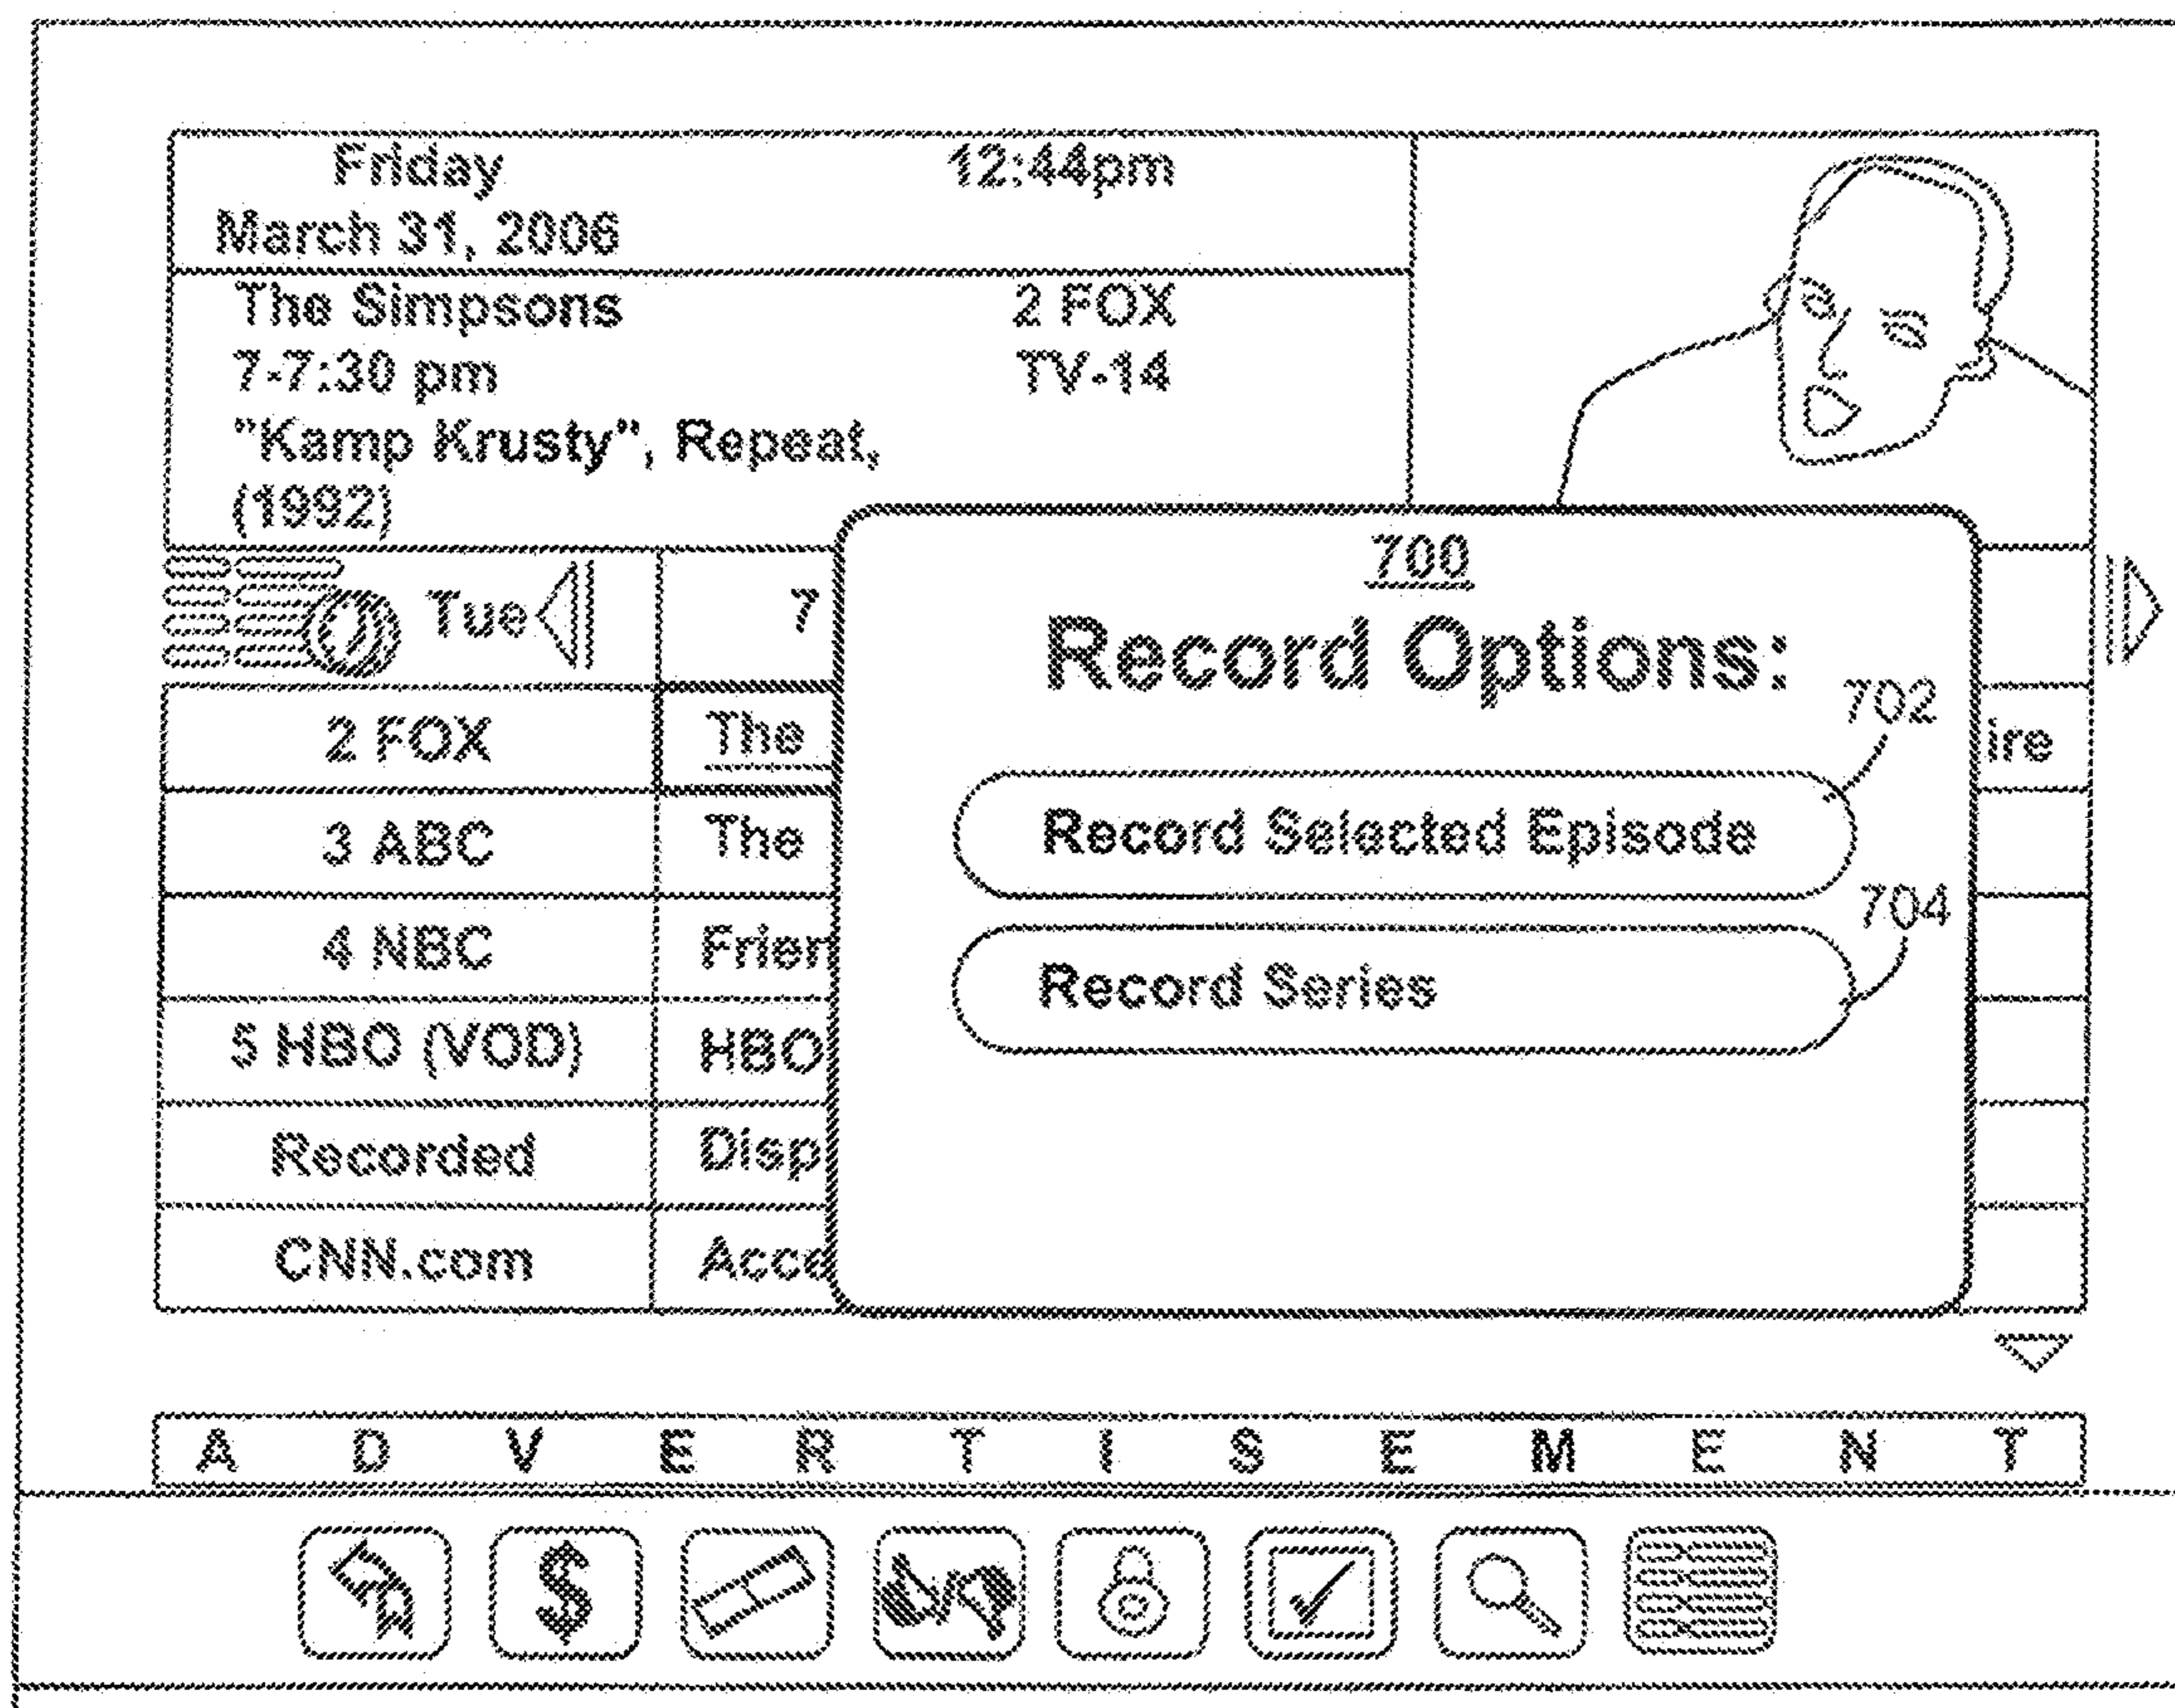 Friday 12:44pm
March 31, 2006
The Simpsons 2 FOX
7-7:30 pm TV-14
"Kamp Krusty", Repeat,
(1992)
700
Tue 7
Record Options:
702
2 FOX The ire
3 ABC The Record Selected Episode
704
4 NBC Frien Record Series
5 HBO (VOD) HBO
Recorded Disp
CNN.com Acce
A D V E R T I S E M E N T
$